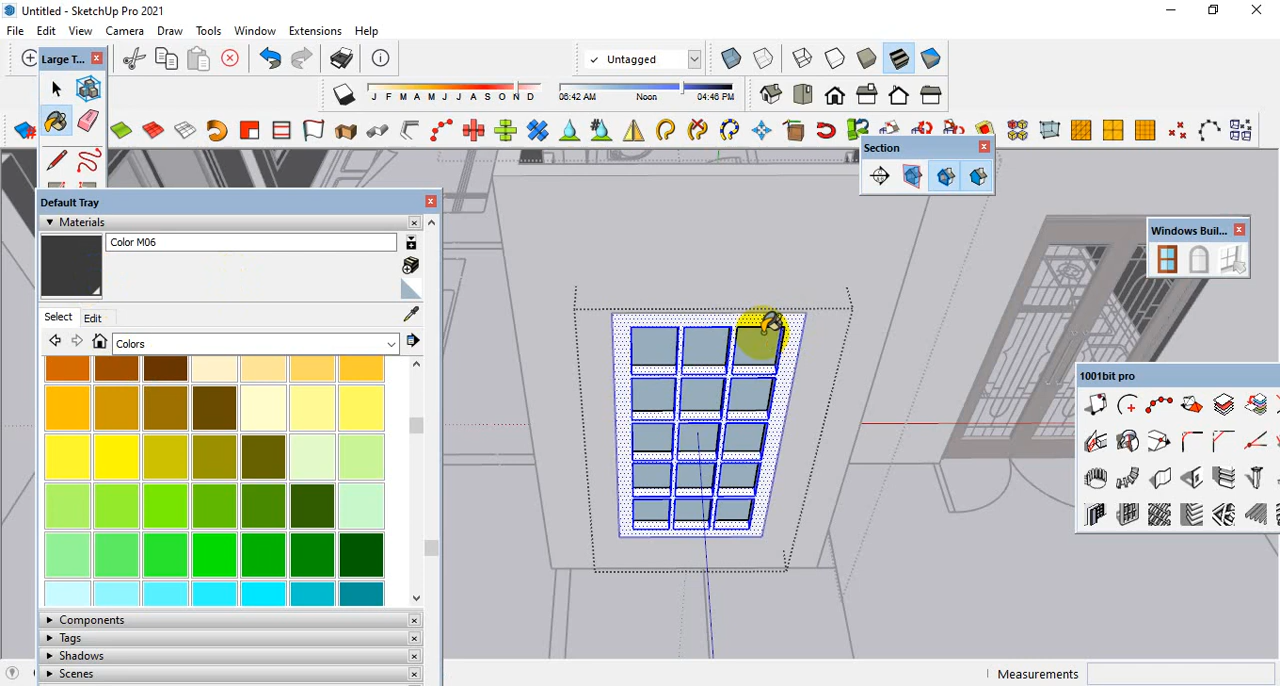 Untitled - SketchUp Pro 2021
File Edit View Camera Draw Tools Window Extensions Help
Large T...
Untagged
J F M A M J J A S O N D
06:42 AM Noon 04:46 PM
Section
Default Tray
Materials
Color M06
Windows Buil...
Select Edit
Colors
1001bit pro
Components
Tags
Shadows
Scenes
Measurements